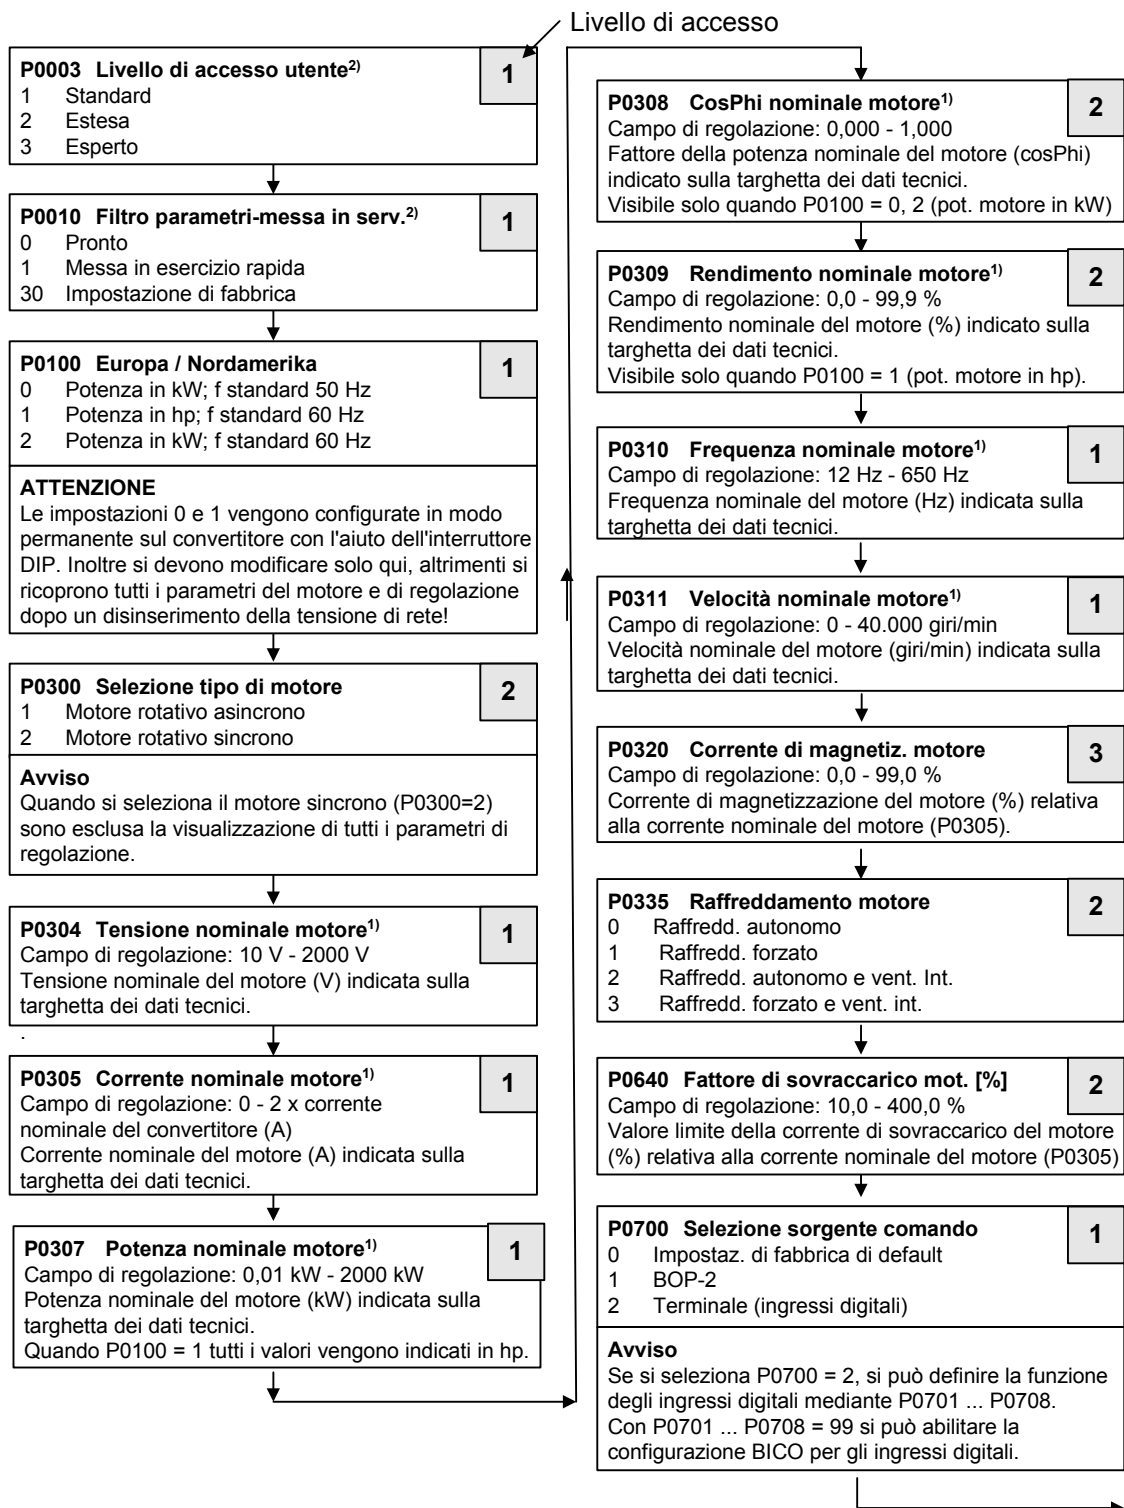 Livello di accesso
P0003 Livello di accesso utente2)
1
1 Standard
2 Estesa
3 Esperto
P0010 Filtro parametri-messa in serv.2)
1
0 Pronto
1 Messa in esercizio rapida
30 Impostazione di fabbrica
P0100 Europa / Nordamerika
1
0 Potenza in kW; f standard 50 Hz
1 Potenza in hp; f standard 60 Hz
2 Potenza in kW; f standard 60 Hz
ATTENZIONE
Le impostazioni 0 e 1 vengono configurate in modo
permanente sul convertitore con l'aiuto dell'interruttore
DIP. Inoltre si devono modificare solo qui, altrimenti si
ricoprono tutti i parametri del motore e di regolazione
dopo un disinserimento della tensione di rete!
P0300 Selezione tipo di motore
2
1 Motore rotativo asincrono
2 Motore rotativo sincrono
Avviso
Quando si seleziona il motore sincrono (P0300=2)
sono esclusa la visualizzazione di tutti i parametri di
regolazione.
P0304 Tensione nominale motore1)
1
Campo di regolazione: 10 V - 2000 V
Tensione nominale del motore (V) indicata sulla
targhetta dei dati tecnici.
.
P0305 Corrente nominale motore1)
1
Campo di regolazione: 0 - 2 x corrente
nominale del convertitore (A)
Corrente nominale del motore (A) indicata sulla
targhetta dei dati tecnici.
P0307 Potenza nominale motore1)
1
Campo di regolazione: 0,01 kW - 2000 kW
Potenza nominale del motore (kW) indicata sulla
targhetta dei dati tecnici.
Quando P0100 = 1 tutti i valori vengono indicati in hp.
P0308 CosPhi nominale motore1)
2
Campo di regolazione: 0,000 - 1,000
Fattore della potenza nominale del motore (cosPhi)
indicato sulla targhetta dei dati tecnici.
Visibile solo quando P0100 = 0, 2 (pot. motore in kW)
P0309 Rendimento nominale motore1)
2
Campo di regolazione: 0,0 - 99,9 %
Rendimento nominale del motore (%) indicato sulla
targhetta dei dati tecnici.
Visibile solo quando P0100 = 1 (pot. motore in hp).
P0310 Frequenza nominale motore1)
1
Campo di regolazione: 12 Hz - 650 Hz
Frequenza nominale del motore (Hz) indicata sulla
targhetta dei dati tecnici.
P0311 Velocità nominale motore1)
1
Campo di regolazione: 0 - 40.000 giri/min
Velocità nominale del motore (giri/min) indicata sulla
targhetta dei dati tecnici.
P0320 Corrente di magnetiz. motore
3
Campo di regolazione: 0,0 - 99,0 %
Corrente di magnetizzazione del motore (%) relativa
alla corrente nominale del motore (P0305).
P0335 Raffreddamento motore
2
0 Raffredd. autonomo
1 Raffredd. forzato
2 Raffredd. autonomo e vent. Int.
3 Raffredd. forzato e vent. int.
P0640 Fattore di sovraccarico mot. [%]
2
Campo di regolazione: 10,0 - 400,0 %
Valore limite della corrente di sovraccarico del motore
(%) relativa alla corrente nominale del motore (P0305)
P0700 Selezione sorgente comando
1
0 Impostaz. di fabbrica di default
1 BOP-2
2 Terminale (ingressi digitali)
Avviso
Se si seleziona P0700 = 2, si può definire la funzione
degli ingressi digitali mediante P0701 ... P0708.
Con P0701 ... P0708 = 99 si può abilitare la
configurazione BICO per gli ingressi digitali.